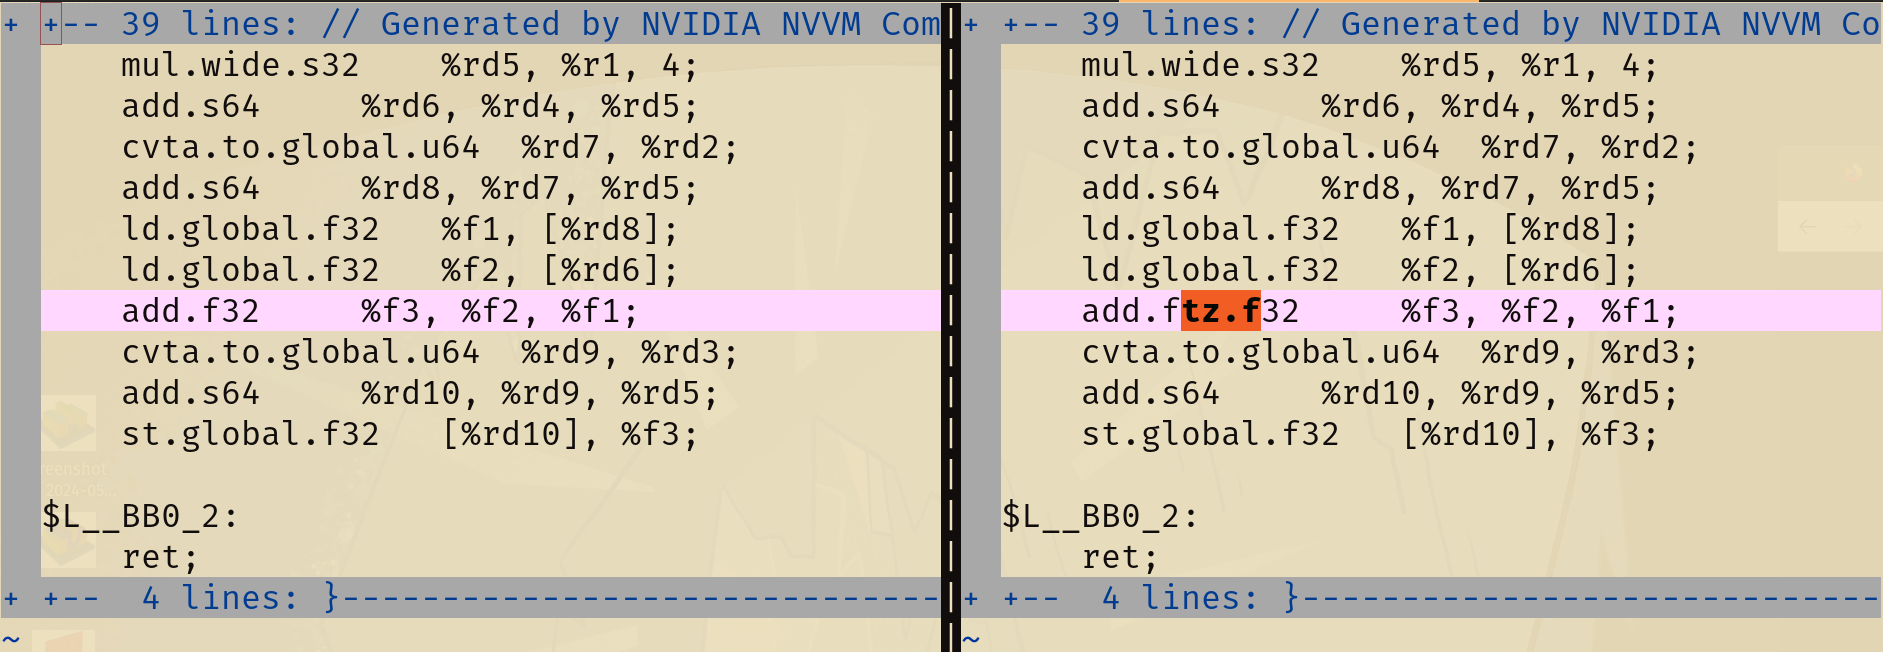 + +-- 39 lines: // Generated by NVIDIA NVVM Com
mul.wide.s32 %rd5, %r1, 4;
add.s64 %rd6, %rd4, %rd5;
cvta.to.global.u64 %rd7, %rd2;
add.s64 %rd8, %rd7, %rd5;
ld.global.f32 %f1, [%rd8];
ld.global.f32 %f2, [%rd6];
add.f32 %f3, %f2, %f1;
cvta.to.global.u64 %rd9, %rd3;
add.s64 %rd10, %rd9, %rd5;
st.global.f32 [%rd10], %f3;
$L__BB0_2:
ret;
+ +-- 4 lines: }-----------------------------
~
+ +-- 39 lines: // Generated by NVIDIA NVVM Co
mul.wide.s32 %rd5, %r1, 4;
add.s64 %rd6, %rd4, %rd5;
cvta.to.global.u64 %rd7, %rd2;
add.s64 %rd8, %rd7, %rd5;
ld.global.f32 %f1, [%rd8];
ld.global.f32 %f2, [%rd6];
add.ftz.f32 %f3, %f2, %f1;
cvta.to.global.u64 %rd9, %rd3;
add.s64 %rd10, %rd9, %rd5;
st.global.f32 [%rd10], %f3;
$L__BB0_2:
ret;
+ +-- 4 lines: }-----------------------------
~
reenshot
2024-05...